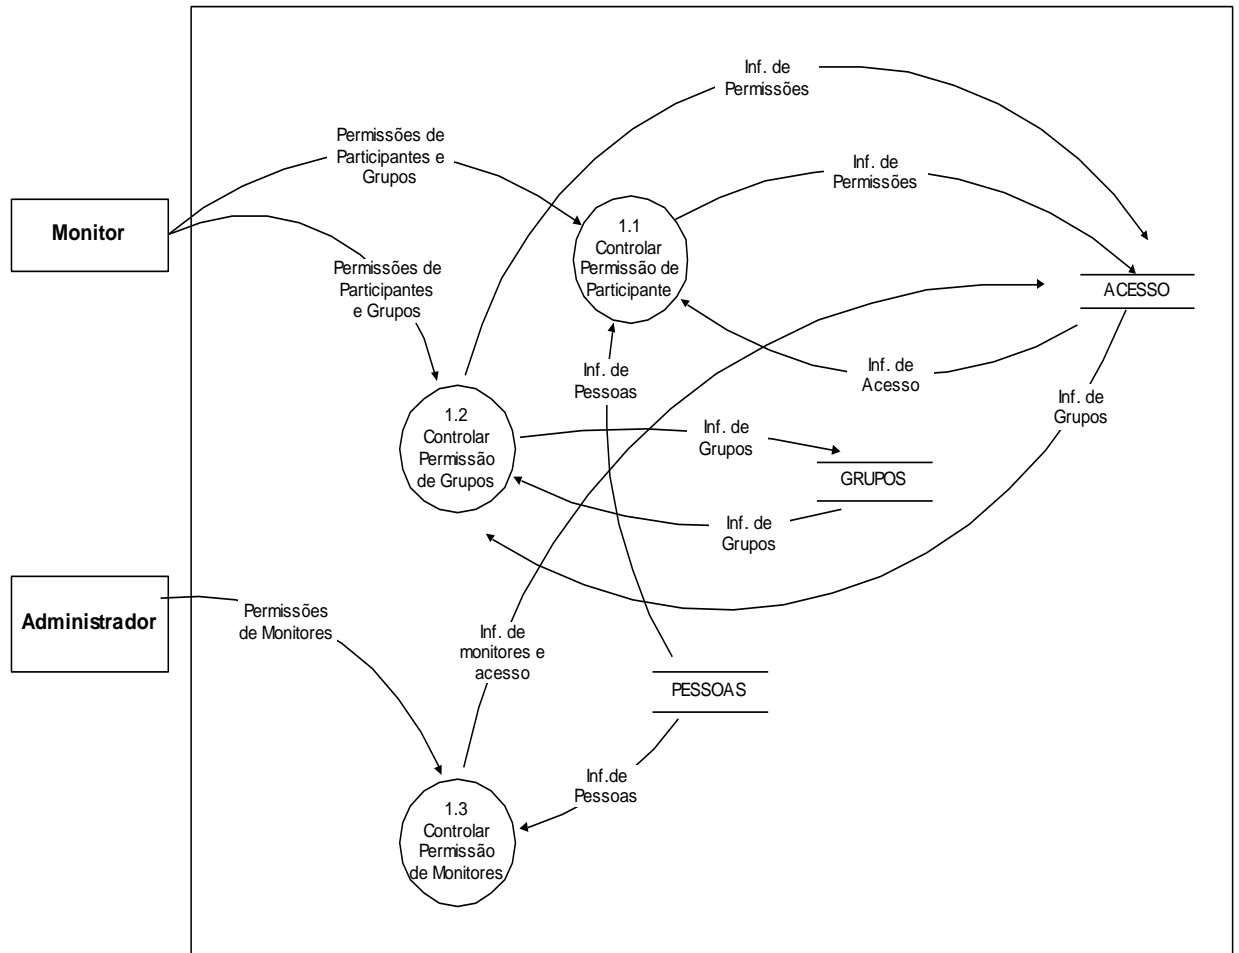 Inf. de
Permissões
Permissões de
Participantes e
Grupos
Inf. de
Permissões
Monitor
1.1
Controlar
Permissão de
Participante
Permissões de
Participantes
e Grupos
ACESSO
Inf. de
Pessoas
Inf. de
Acesso
Inf. de
Grupos
1.2
Controlar
Permissão
de Grupos
Inf. de
Grupos
GRUPOS
Inf. de
Grupos
Administrador
Permissões
de Monitores
Inf. de
monitores e
acesso
PESSOAS
Inf.de
Pessoas
1.3
Controlar
Permissão
de Monitores